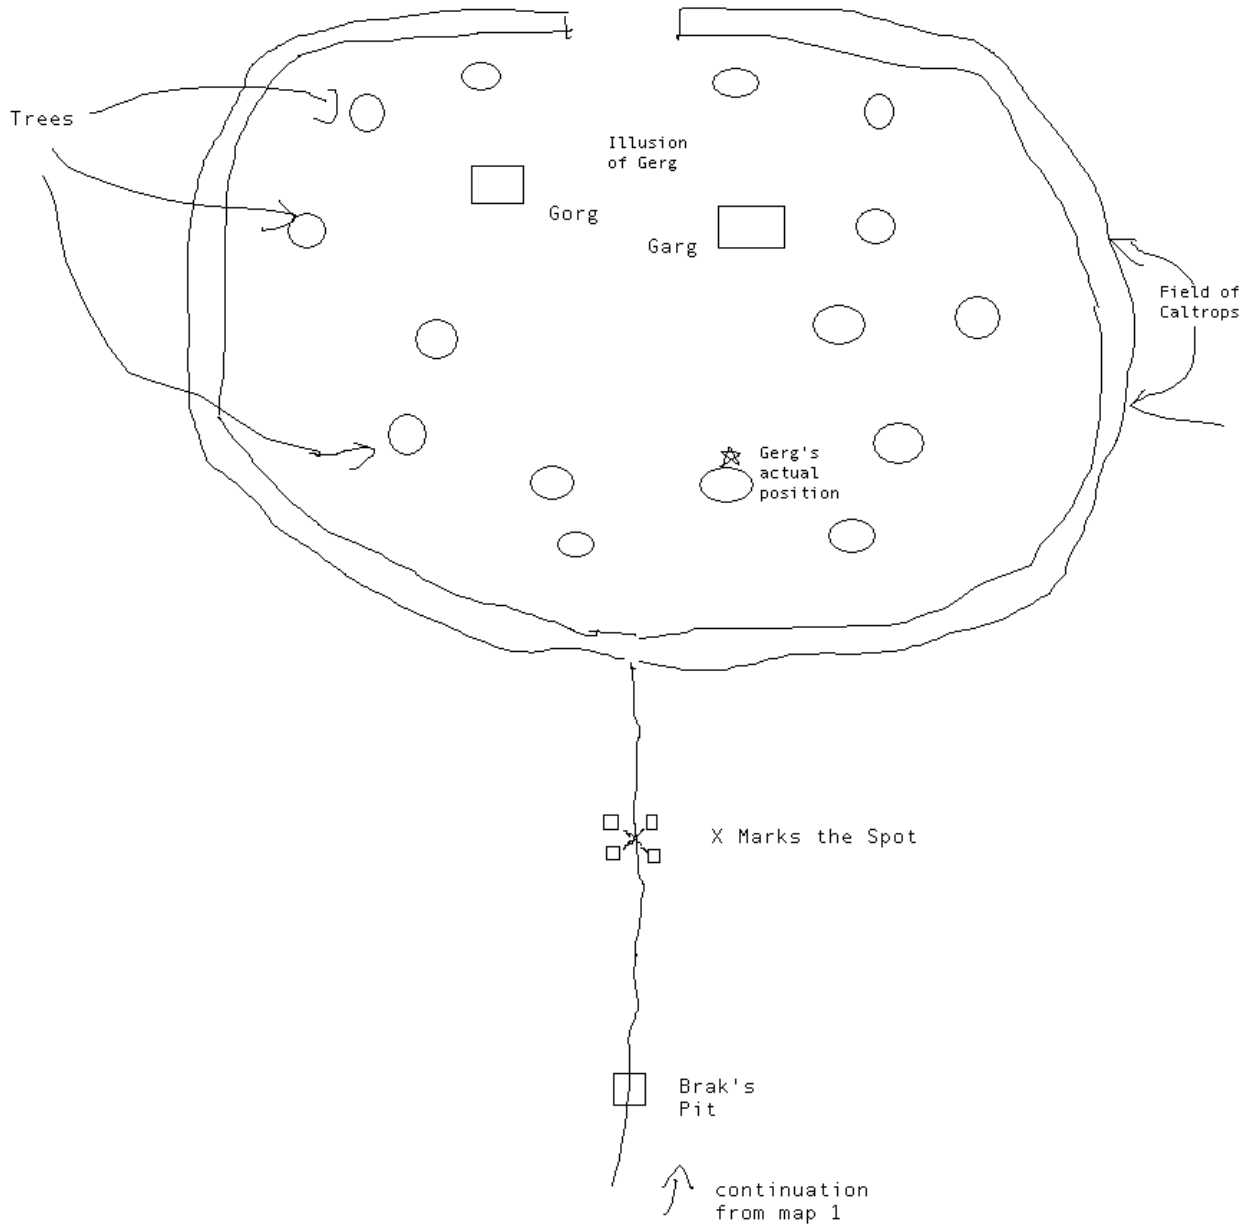 Trees
Illusion
of Gerg
Gorg
Garg
Field of
Caltrops
Gerg's
actual
position
X Marks the Spot
Brak's
Pit
continuation
from map 1